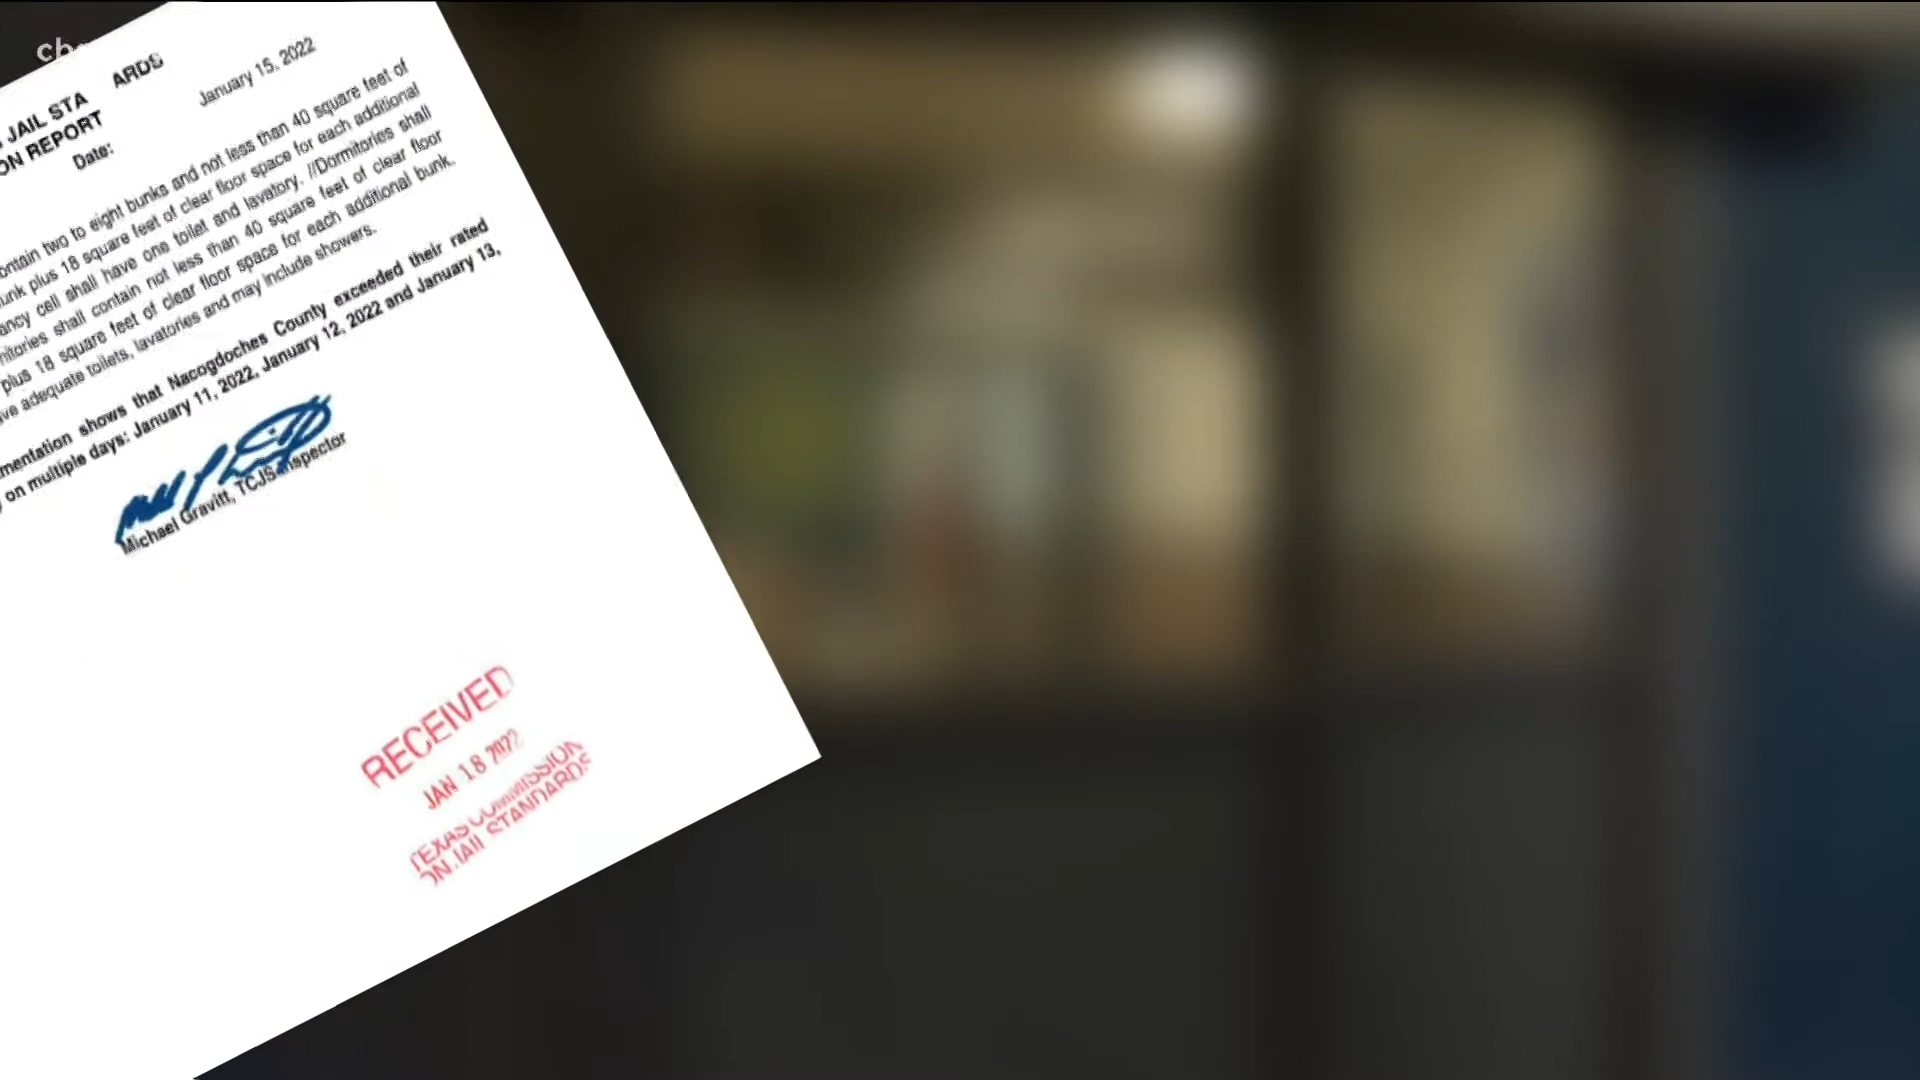 ARDS
JAIL STA
ON REPORT
Date:
January 15, 2022
ontain two to eight bunks and not less than 40 square feet of
unk plus 18 square feet of clear floor space for each additional
ancy cell shall have one toilet and lavatory. //Dormitories shall
nitories shall contain not less than 40 square feet of clear floor
plus 18 square feet of clear floor space for each additional bunk.
ve adequate toilets, lavatories and may include showers.
mentation shows that Nacogdoches County exceeded their rated
on multiple days: January 11, 2022, January 12, 2022 and January 13,
Michael Gravitt, TCJS Inspector
RECEIVED
JAN 18 2022
TEXAS COMMISSION
ON JAIL STANDARDS